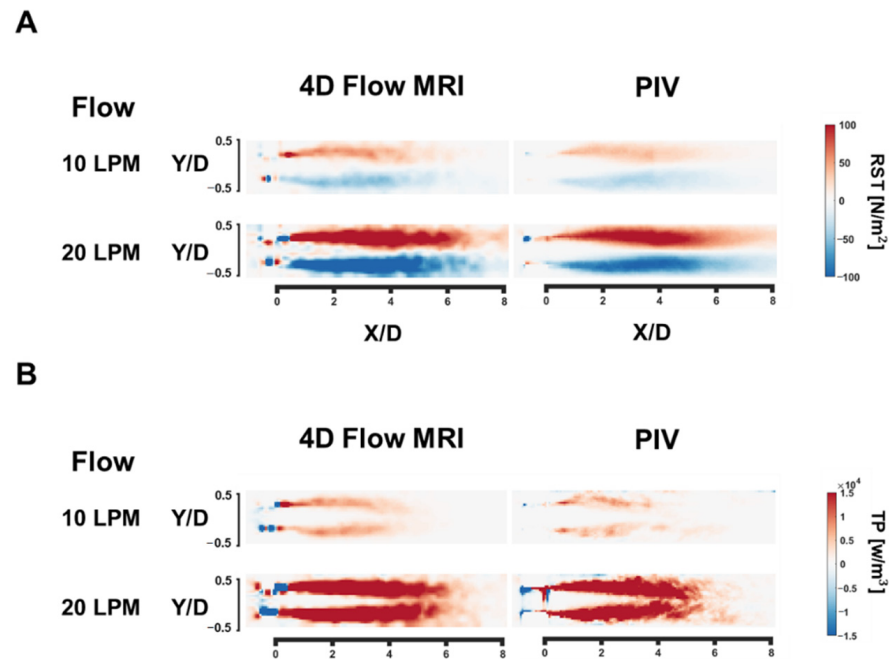 A
4D Flow MRI PIV
Flow
10 LPM Y/D 0.5 −0.5
20 LPM Y/D 0.5 −0.5
0 2 4 6 8 0 2 4 6 8
X/D X/D
100 50 0 −50 −100
RST [N/m²]
B
4D Flow MRI PIV
Flow
10 LPM Y/D 0.5 −0.5
20 LPM Y/D 0.5 −0.5
0 2 4 6 8 0 2 4 6 8
×10⁴
1.5 1 0.5 0 −0.5 −1 −1.5
TP [w/m³]